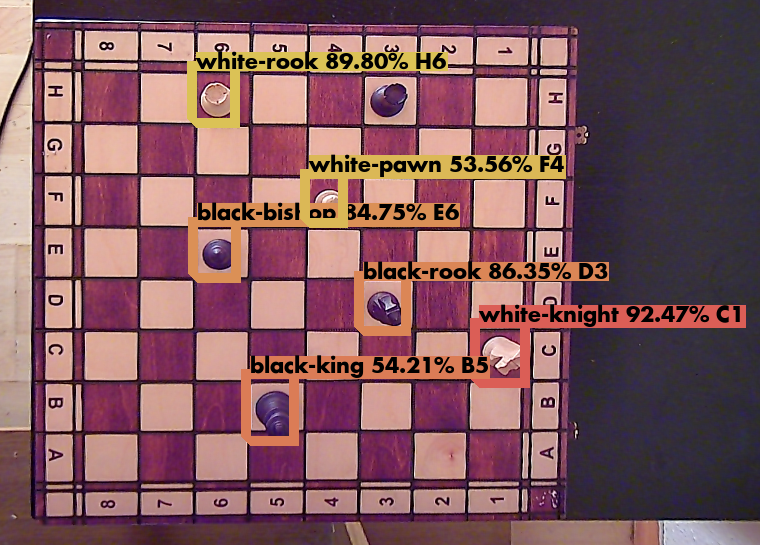 8 7 6 5 4 3 2 1
white-rook 89.80% H6
H H
G G
white-pawn 53.56% F4
F F
black-bishop 84.75% E6
E E
black-rook 86.35% D3
D D
white-knight 92.47% C1
C C
black-king 54.21% B5
B B
A A
8 7 6 5 4 3 2 1